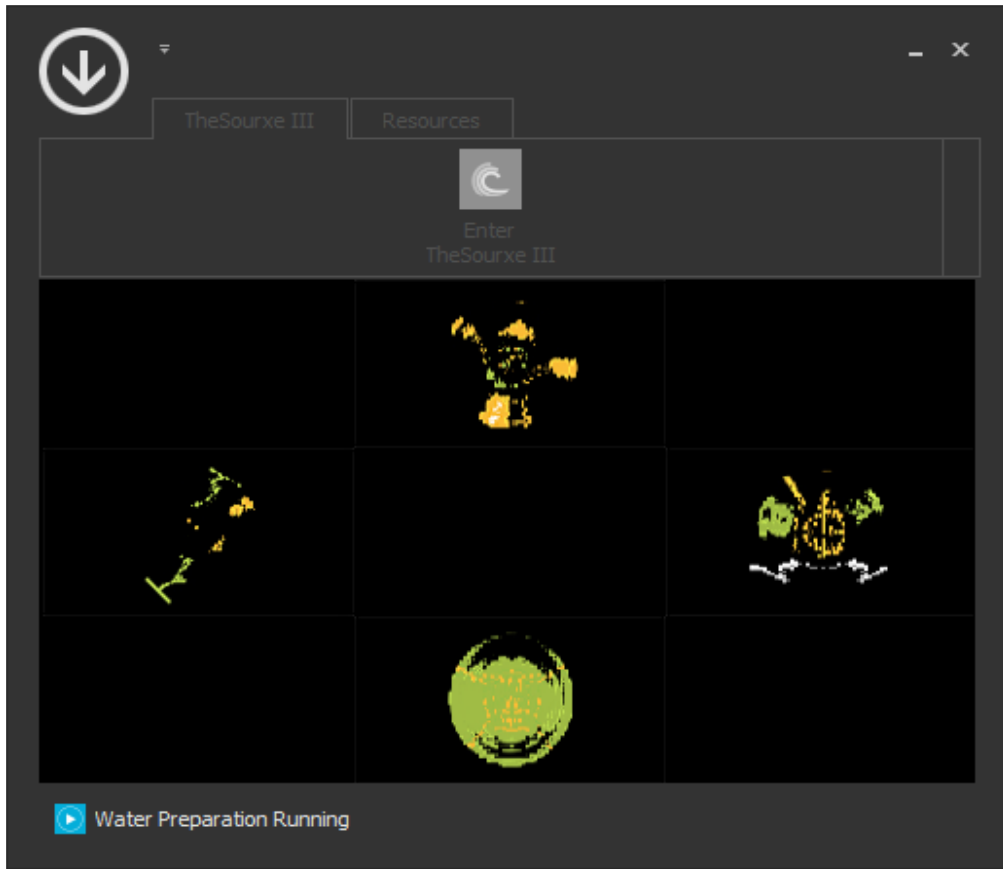 TheSourxe III
Resources
Enter
TheSourxe III
Water Preparation Running